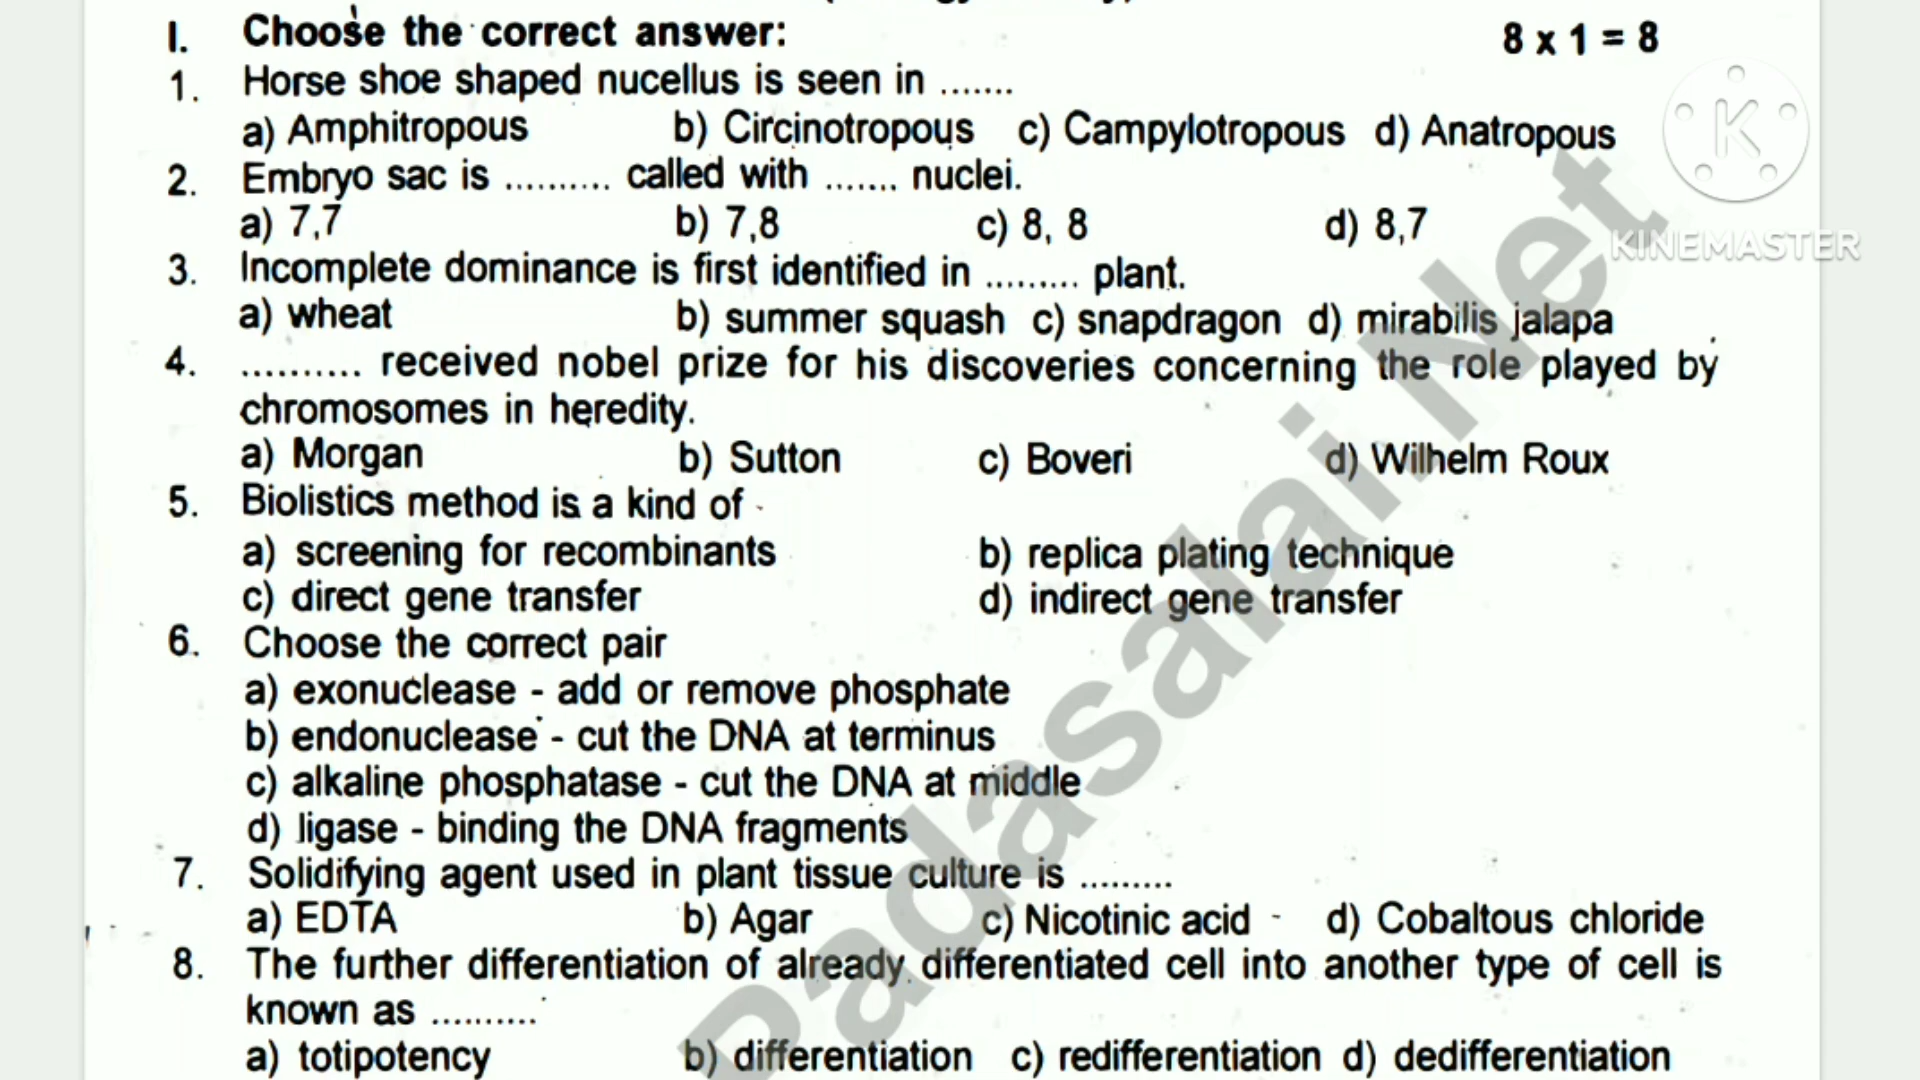 I. Choose the correct answer: 8 x 1 = 8
1. Horse shoe shaped nucellus is seen in .......
a) Amphitropous b) Circinotropous c) Campylotropous d) Anatropous
2. Embryo sac is .......... called with ....... nuclei.
a) 7,7 b) 7,8 c) 8, 8 d) 8,7
3. Incomplete dominance is first identified in ......... plant.
a) wheat b) summer squash c) snapdragon d) mirabilis jalapa
4. .......... received nobel prize for his discoveries concerning the role played by
chromosomes in heredity.
a) Morgan b) Sutton c) Boveri d) Wilhelm Roux
5. Biolistics method is a kind of -
a) screening for recombinants b) replica plating technique
c) direct gene transfer d) indirect gene transfer
6. Choose the correct pair
a) exonuclease - add or remove phosphate
b) endonuclease - cut the DNA at terminus
c) alkaline phosphatase - cut the DNA at middle
d) ligase - binding the DNA fragments
7. Solidifying agent used in plant tissue culture is .........
a) EDTA b) Agar c) Nicotinic acid - d) Cobaltous chloride
8. The further differentiation of already differentiated cell into another type of cell is
known as ..........
a) totipotency b) differentiation c) redifferentiation d) dedifferentiation
K
KINEMASTER
Padasalai.Net